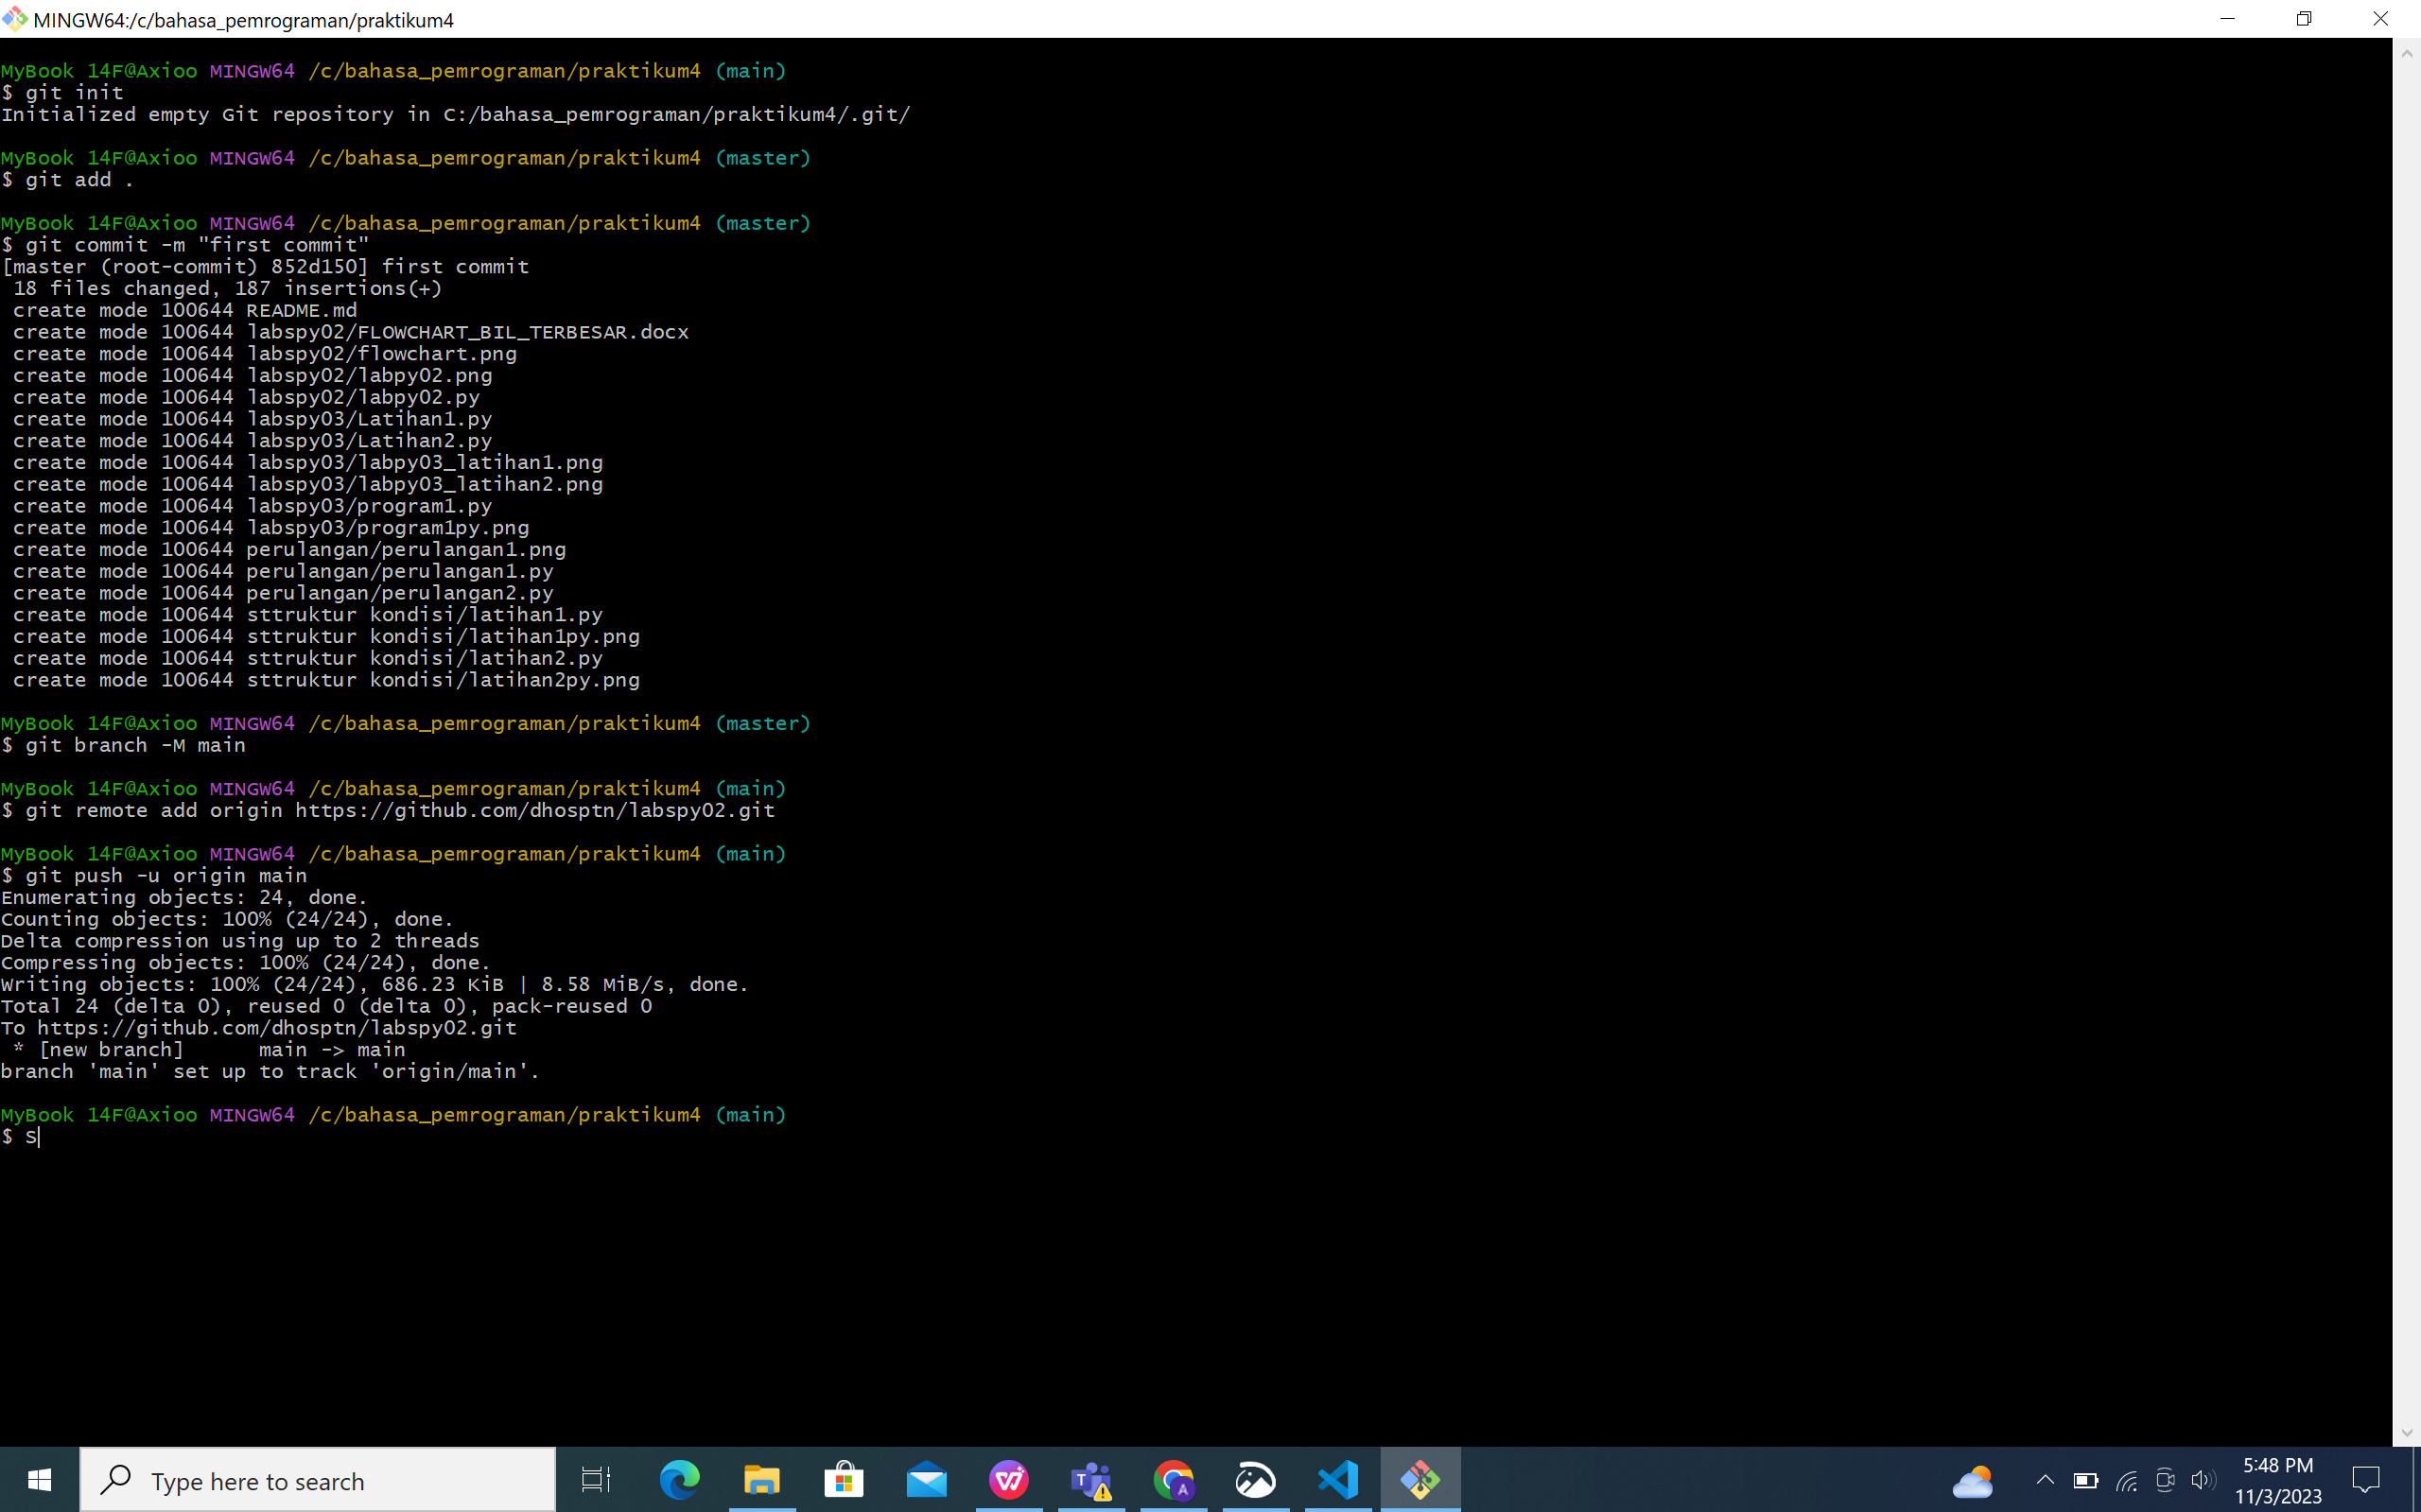 MINGW64:/c/bahasa_pemrograman/praktikum4
MyBook 14F@Axioo MINGW64 /c/bahasa_pemrograman/praktikum4 (main)
$ git init
Initialized empty Git repository in C:/bahasa_pemrograman/praktikum4/.git/
MyBook 14F@Axioo MINGW64 /c/bahasa_pemrograman/praktikum4 (master)
$ git add .
MyBook 14F@Axioo MINGW64 /c/bahasa_pemrograman/praktikum4 (master)
$ git commit -m "first commit"
[master (root-commit) 852d150] first commit
 18 files changed, 187 insertions(+)
 create mode 100644 README.md
 create mode 100644 labspy02/FLOWCHART_BIL_TERBESAR.docx
 create mode 100644 labspy02/flowchart.png
 create mode 100644 labspy02/labpy02.png
 create mode 100644 labspy02/labpy02.py
 create mode 100644 labspy03/Latihan1.py
 create mode 100644 labspy03/Latihan2.py
 create mode 100644 labspy03/labpy03_latihan1.png
 create mode 100644 labspy03/labpy03_latihan2.png
 create mode 100644 labspy03/program1.py
 create mode 100644 labspy03/program1py.png
 create mode 100644 perulangan/perulangan1.png
 create mode 100644 perulangan/perulangan1.py
 create mode 100644 perulangan/perulangan2.py
 create mode 100644 sttruktur kondisi/latihan1.py
 create mode 100644 sttruktur kondisi/latihan1py.png
 create mode 100644 sttruktur kondisi/latihan2.py
 create mode 100644 sttruktur kondisi/latihan2py.png
MyBook 14F@Axioo MINGW64 /c/bahasa_pemrograman/praktikum4 (master)
$ git branch -M main
MyBook 14F@Axioo MINGW64 /c/bahasa_pemrograman/praktikum4 (main)
$ git remote add origin https://github.com/dhosptn/labspy02.git
MyBook 14F@Axioo MINGW64 /c/bahasa_pemrograman/praktikum4 (main)
$ git push -u origin main
Enumerating objects: 24, done.
Counting objects: 100% (24/24), done.
Delta compression using up to 2 threads
Compressing objects: 100% (24/24), done.
Writing objects: 100% (24/24), 686.23 KiB | 8.58 MiB/s, done.
Total 24 (delta 0), reused 0 (delta 0), pack-reused 0
To https://github.com/dhosptn/labspy02.git
 * [new branch]      main -> main
branch 'main' set up to track 'origin/main'.
MyBook 14F@Axioo MINGW64 /c/bahasa_pemrograman/praktikum4 (main)
$ S
Type here to search
5:48 PM
11/3/2023